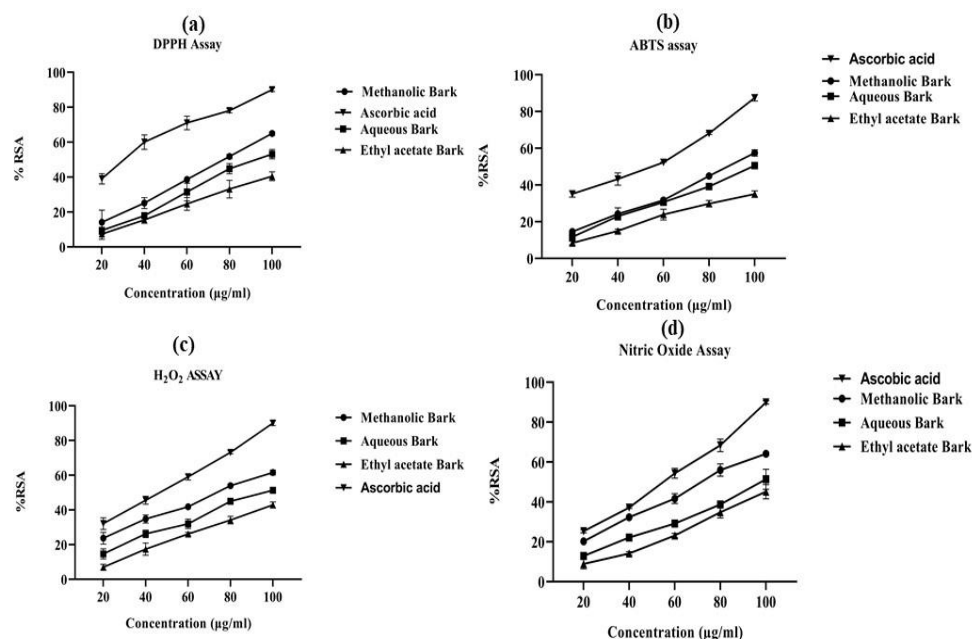 (a)
DPPH Assay
% RSA
100
80
60
40
20
0
20 40 60 80 100
Concentration (µg/ml)
Methanolic Bark
Ascorbic acid
Aqueous Bark
Ethyl acetate Bark
(b)
ABTS assay
%RSA
100
80
60
40
20
0
20 40 60 80 100
Concentration (µg/ml)
Ascorbic acid
Methanolic Bark
Aqueous Bark
Ethyl acetate Bark
(c)
H₂O₂ ASSAY
%RSA
100
80
60
40
20
0
20 40 60 80 100
Concentration (µg/ml)
Methanolic Bark
Aqueous Bark
Ethyl acetate Bark
Ascorbic acid
(d)
Nitric Oxide Assay
%RSA
100
80
60
40
20
0
20 40 60 80 100
Concentration (µg/ml)
Ascobic acid
Methanolic Bark
Aqueous Bark
Ethyl acetate Bark